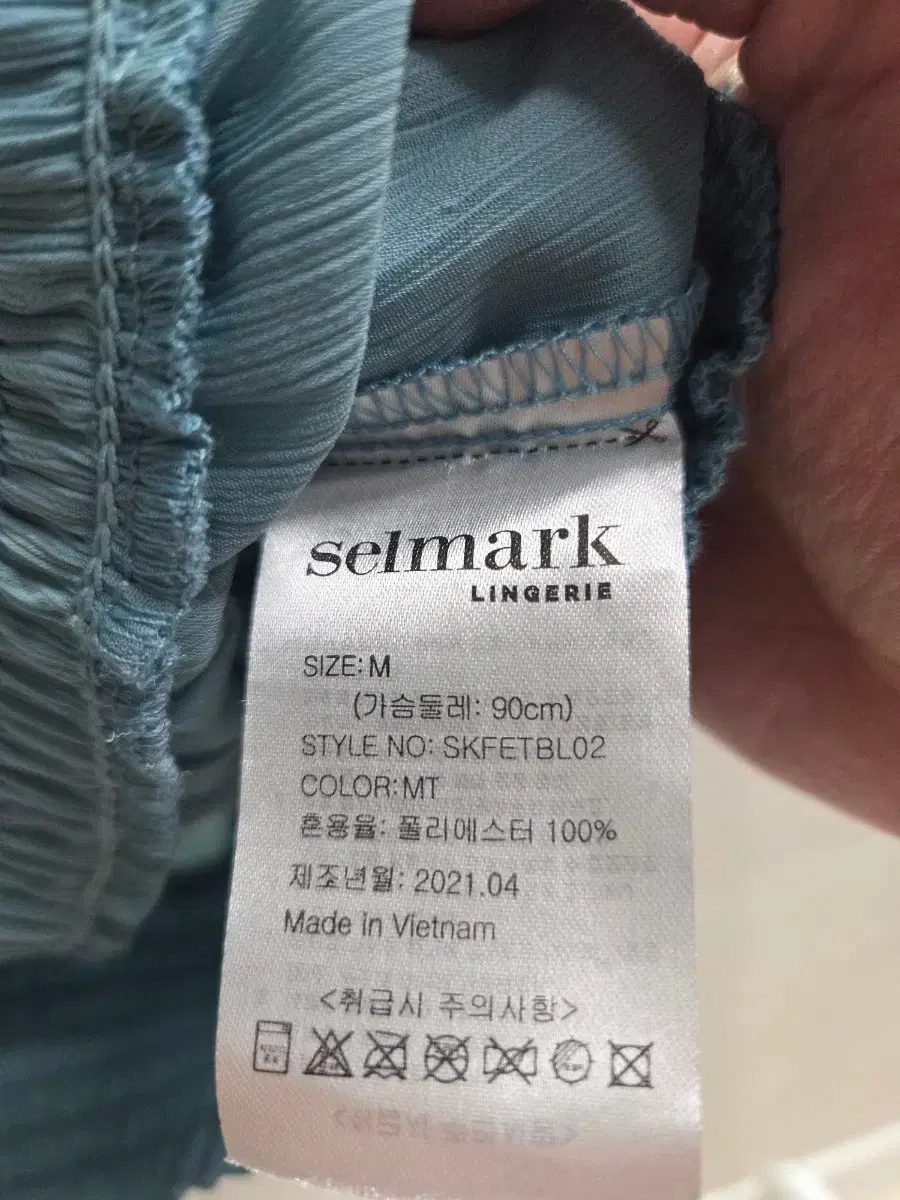 selmark
LINGERIE
SIZE: M
(가슴둘레: 90cm)
STYLE NO: SKFETBL02
COLOR: MT
혼용율: 폴리에스터 100%
제조년월: 2021.04
Made in Vietnam
<취급시 주의사항>